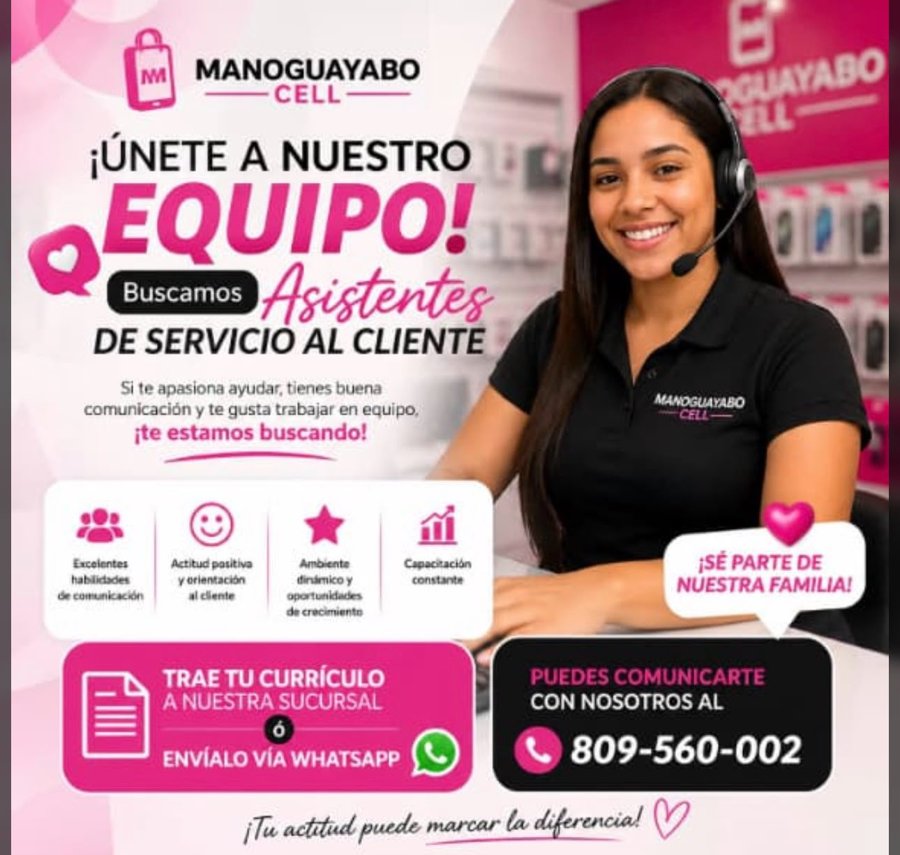 MANOGUAYABO
CELL
¡ÚNETE A NUESTRO
EQUIPO!
Buscamos Asistentes
DE SERVICIO AL CLIENTE
Si te apasiona ayudar, tienes buena
comunicación y te gusta trabajar en equipo,
¡te estamos buscando!
Excelentes
habilidades
de comunicación
Actitud positiva
y orientación
al cliente
Ambiente
dinámico y
oportunidades
de crecimiento
Capacitación
constante
OGUAYABO
ELL
MANOGUAYABO
CELL
¡SÉ PARTE DE
NUESTRA FAMILIA!
TRAE TU CURRÍCULO
A NUESTRA SUCURSAL
ó
ENVÍALO VÍA WHATSAPP
PUEDES COMUNICARTE
CON NOSOTROS AL
809-560-002
¡Tu actitud puede marcar la diferencia!